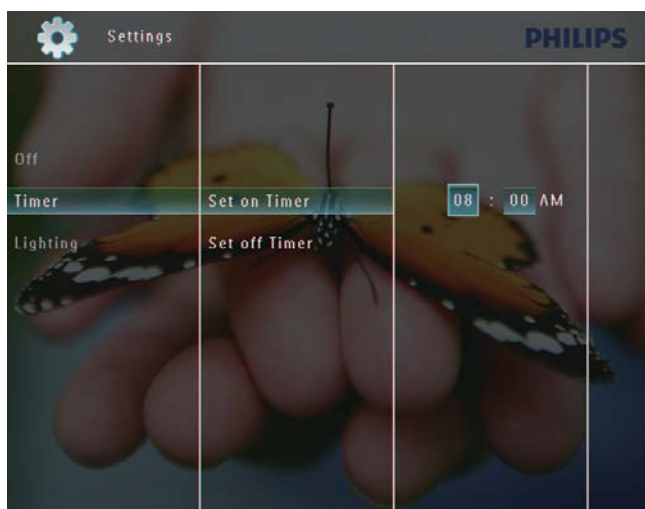 Settings
PHILIPS
Off
Timer
Set on Timer
08 : 00 AM
Lighting
Set off Timer